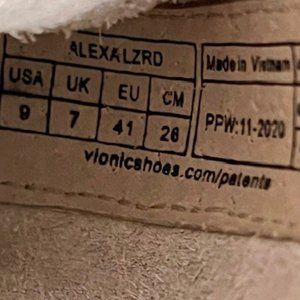 ALEXA LZRD
USA UK EU CM
9 7 41 26
Made in Vietnam
PPW:11-2020
vionicshoes.com/patents